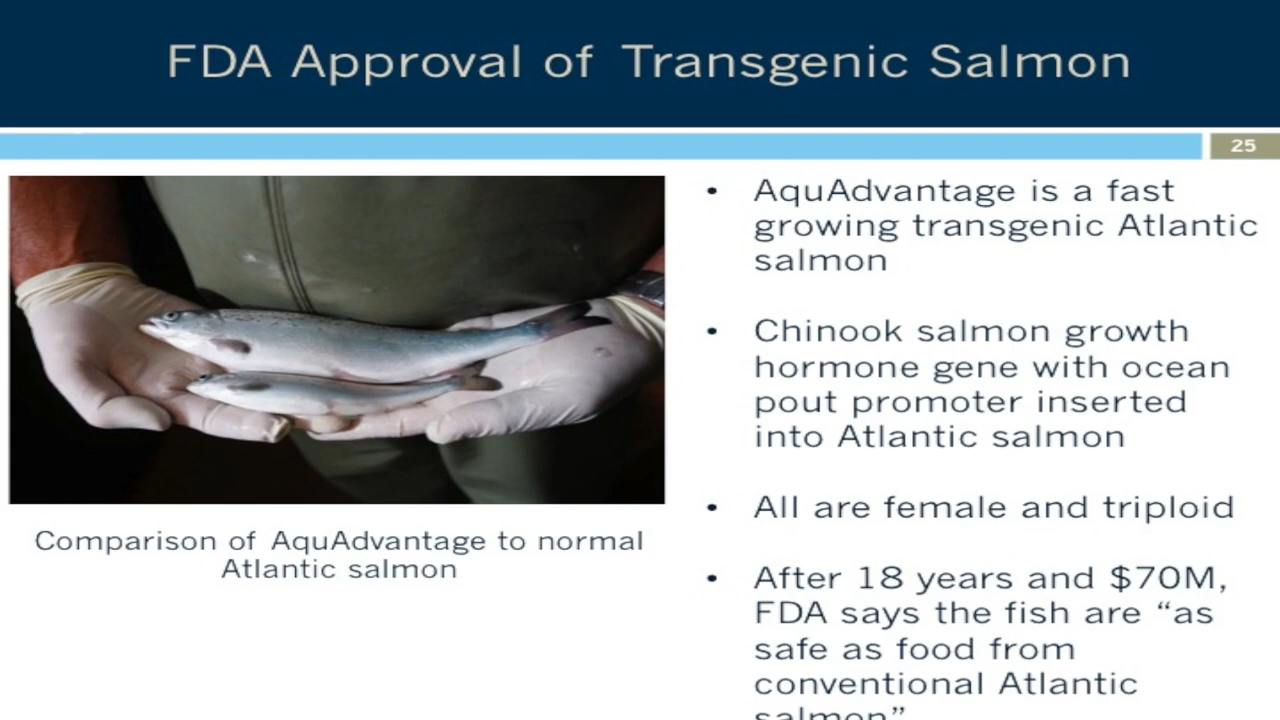 FDA Approval of Transgenic Salmon
25
Comparison of AquAdvantage to normal
Atlantic salmon
• AquAdvantage is a fast
growing transgenic Atlantic
salmon
• Chinook salmon growth
hormone gene with ocean
pout promoter inserted
into Atlantic salmon
• All are female and triploid
• After 18 years and $70M,
FDA says the fish are “as
safe as food from
conventional Atlantic
salmon”